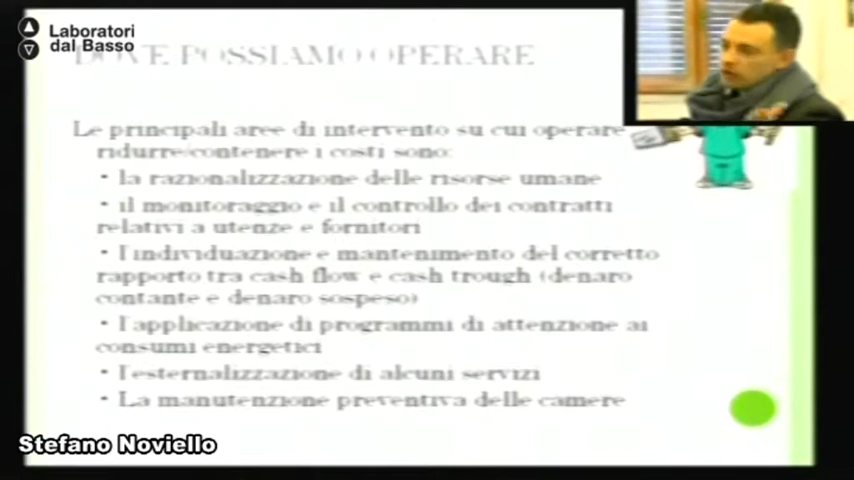 Laboratori
dal Basso
DOVE POSSIAMO OPERARE
Le principali aree di intervento su cui operare
ridurre/contenere i costi sono:
• la razionalizzazione delle risorse umane
• il monitoraggio e il controllo dei contratti
relativi a utenze e fornitori
• l'individuazione e mantenimento del corretto
rapporto tra cash flow e cash trough (denaro
contante e denaro sospeso)
• l'applicazione di programmi di attenzione ai
consumi energetici
• l'esternalizzazione di alcuni servizi
• La manutenzione preventiva delle camere
Stefano Noviello